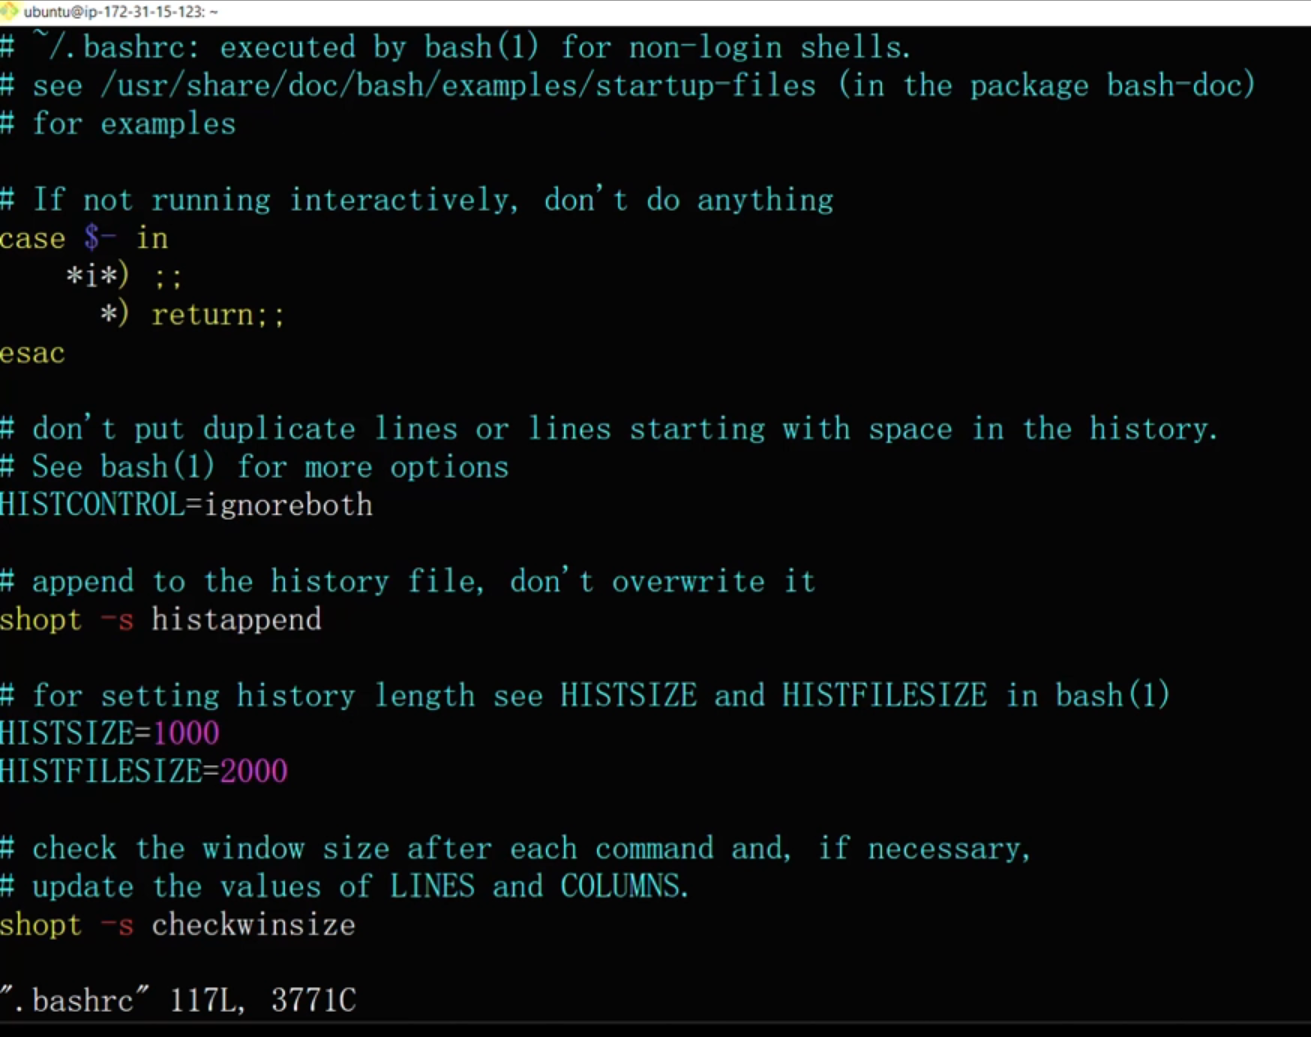 ubuntu@ip-172-31-15-123: ~
# ~/.bashrc: executed by bash(1) for non-login shells.
# see /usr/share/doc/bash/examples/startup-files (in the package bash-doc)
# for examples
# If not running interactively, don't do anything
case $- in
    *i*) ;;
      *) return;;
esac
# don't put duplicate lines or lines starting with space in the history.
# See bash(1) for more options
HISTCONTROL=ignoreboth
# append to the history file, don't overwrite it
shopt -s histappend
# for setting history length see HISTSIZE and HISTFILESIZE in bash(1)
HISTSIZE=1000
HISTFILESIZE=2000
# check the window size after each command and, if necessary,
# update the values of LINES and COLUMNS.
shopt -s checkwinsize
".bashrc" 117L, 3771C